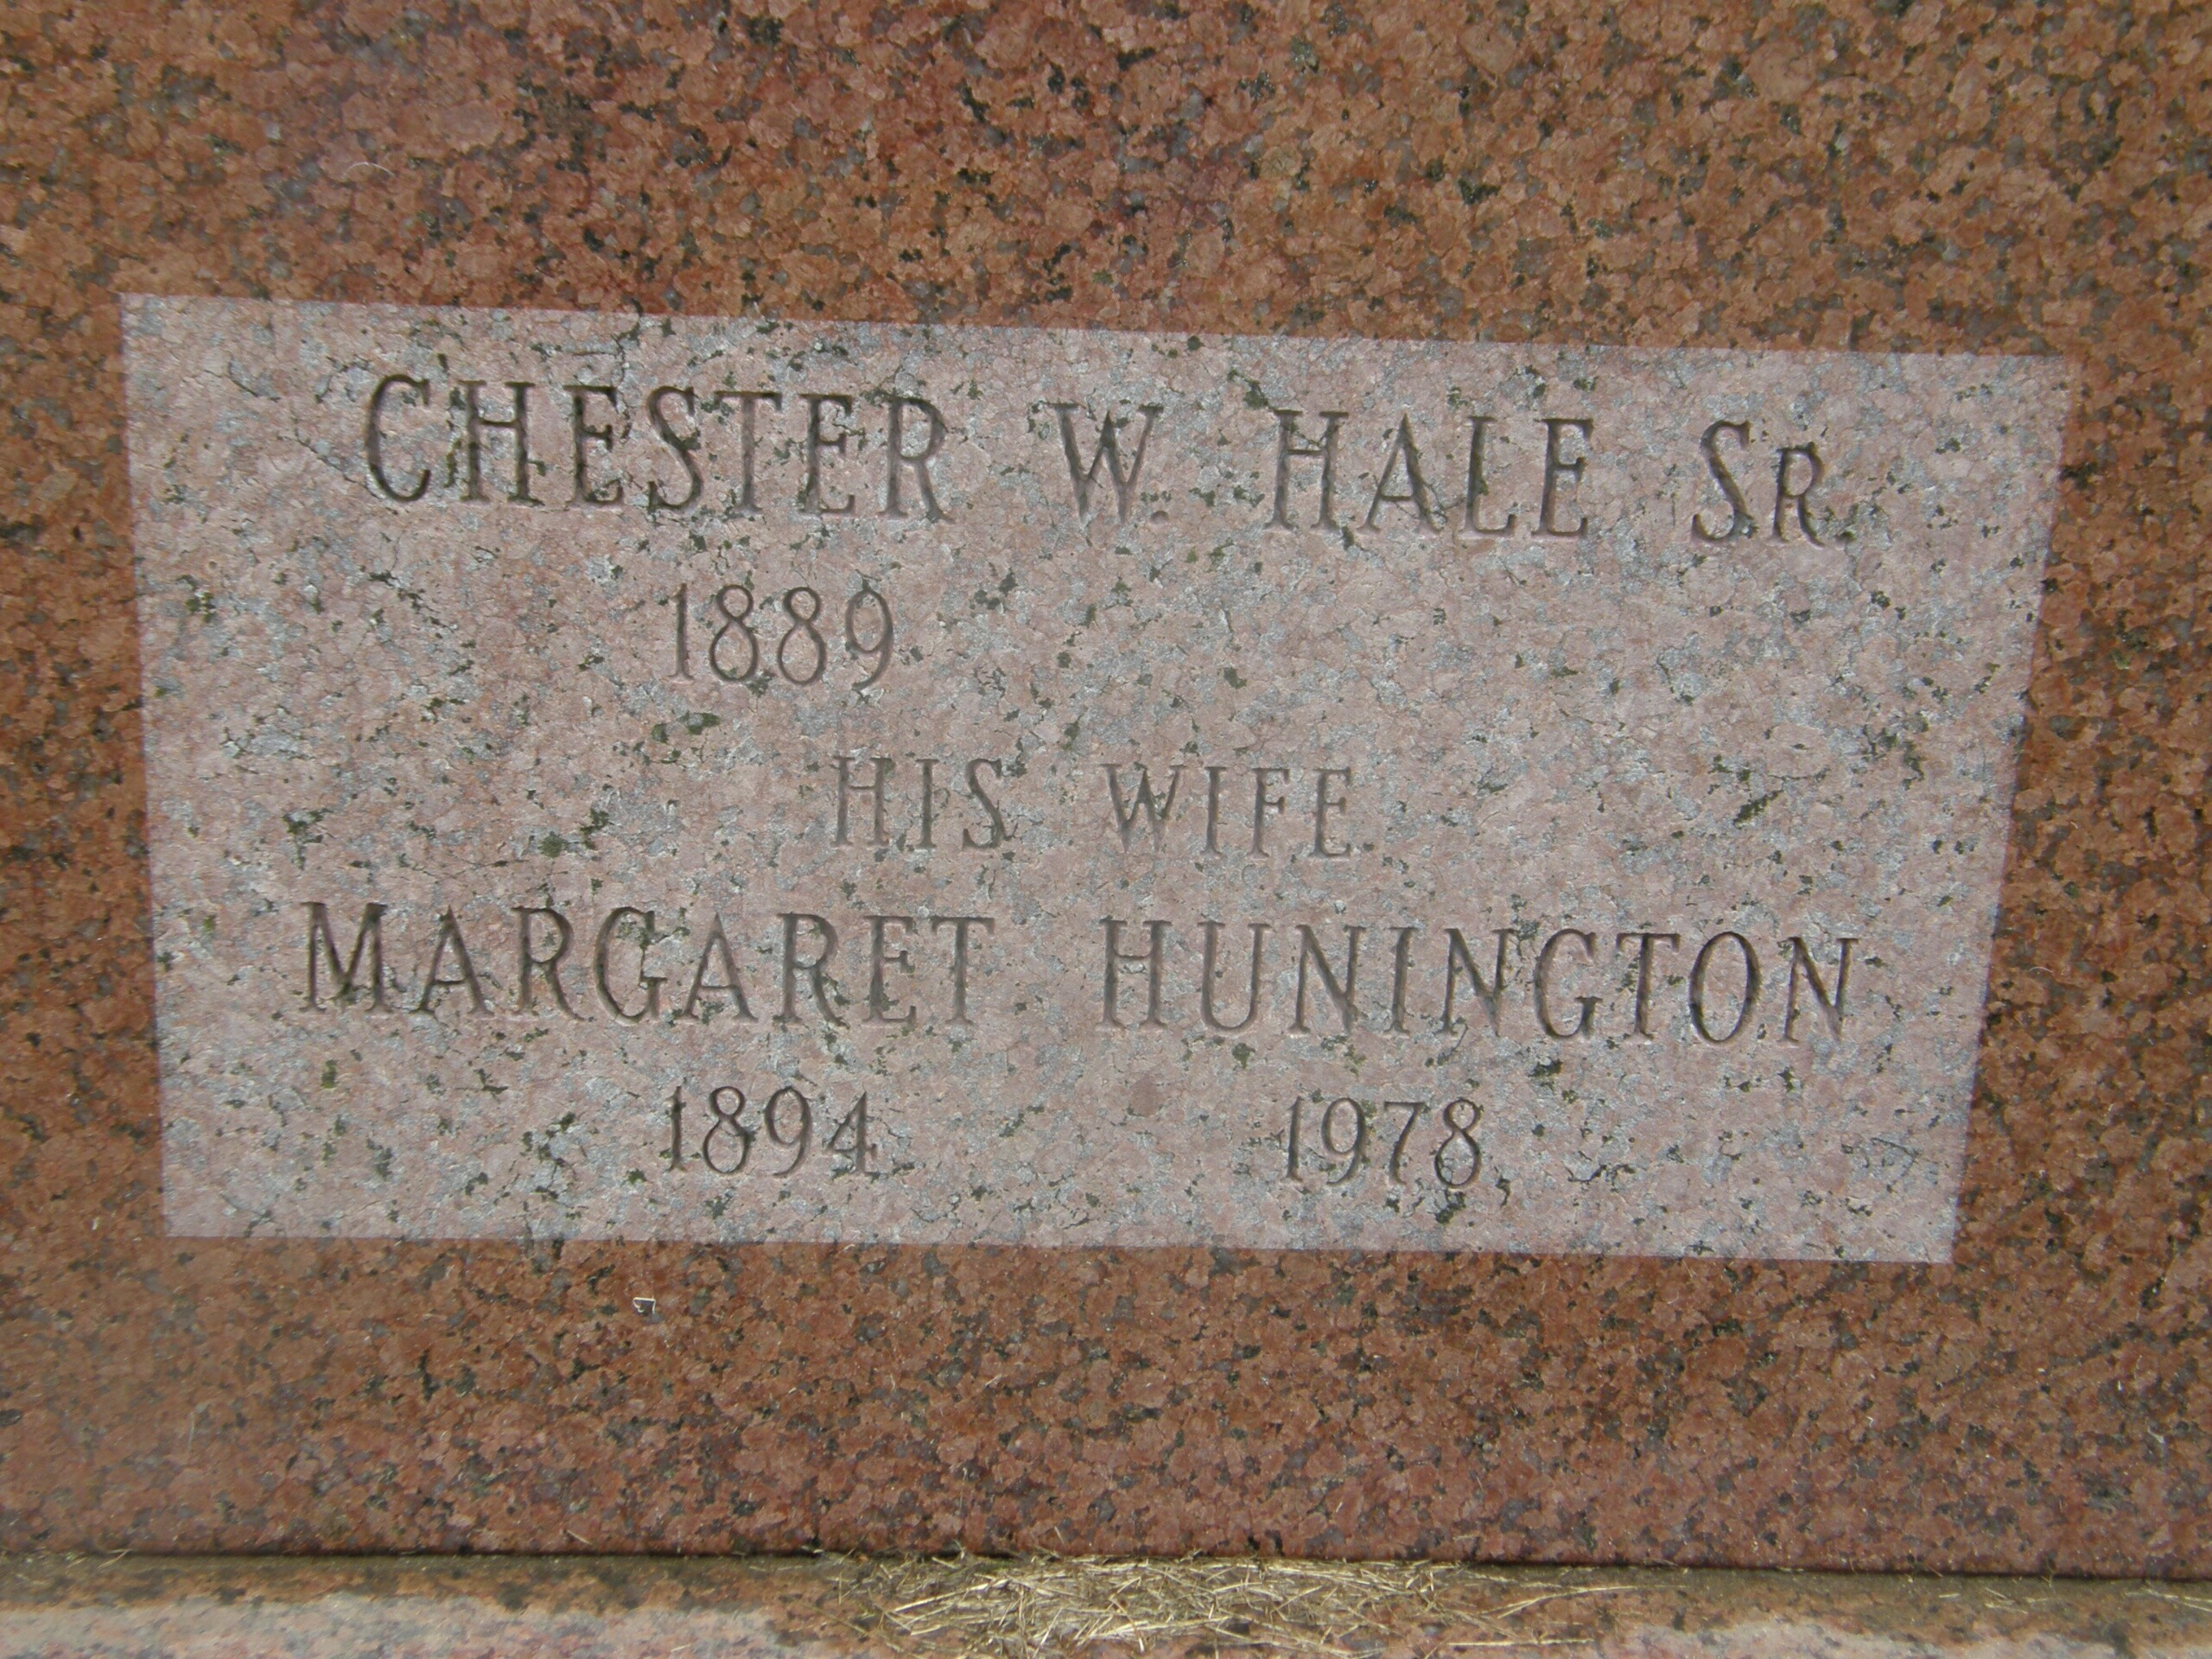 CHESTER W. HALE SR.
1889
HIS WIFE
MARGARET HUNINGTON
1894 1978